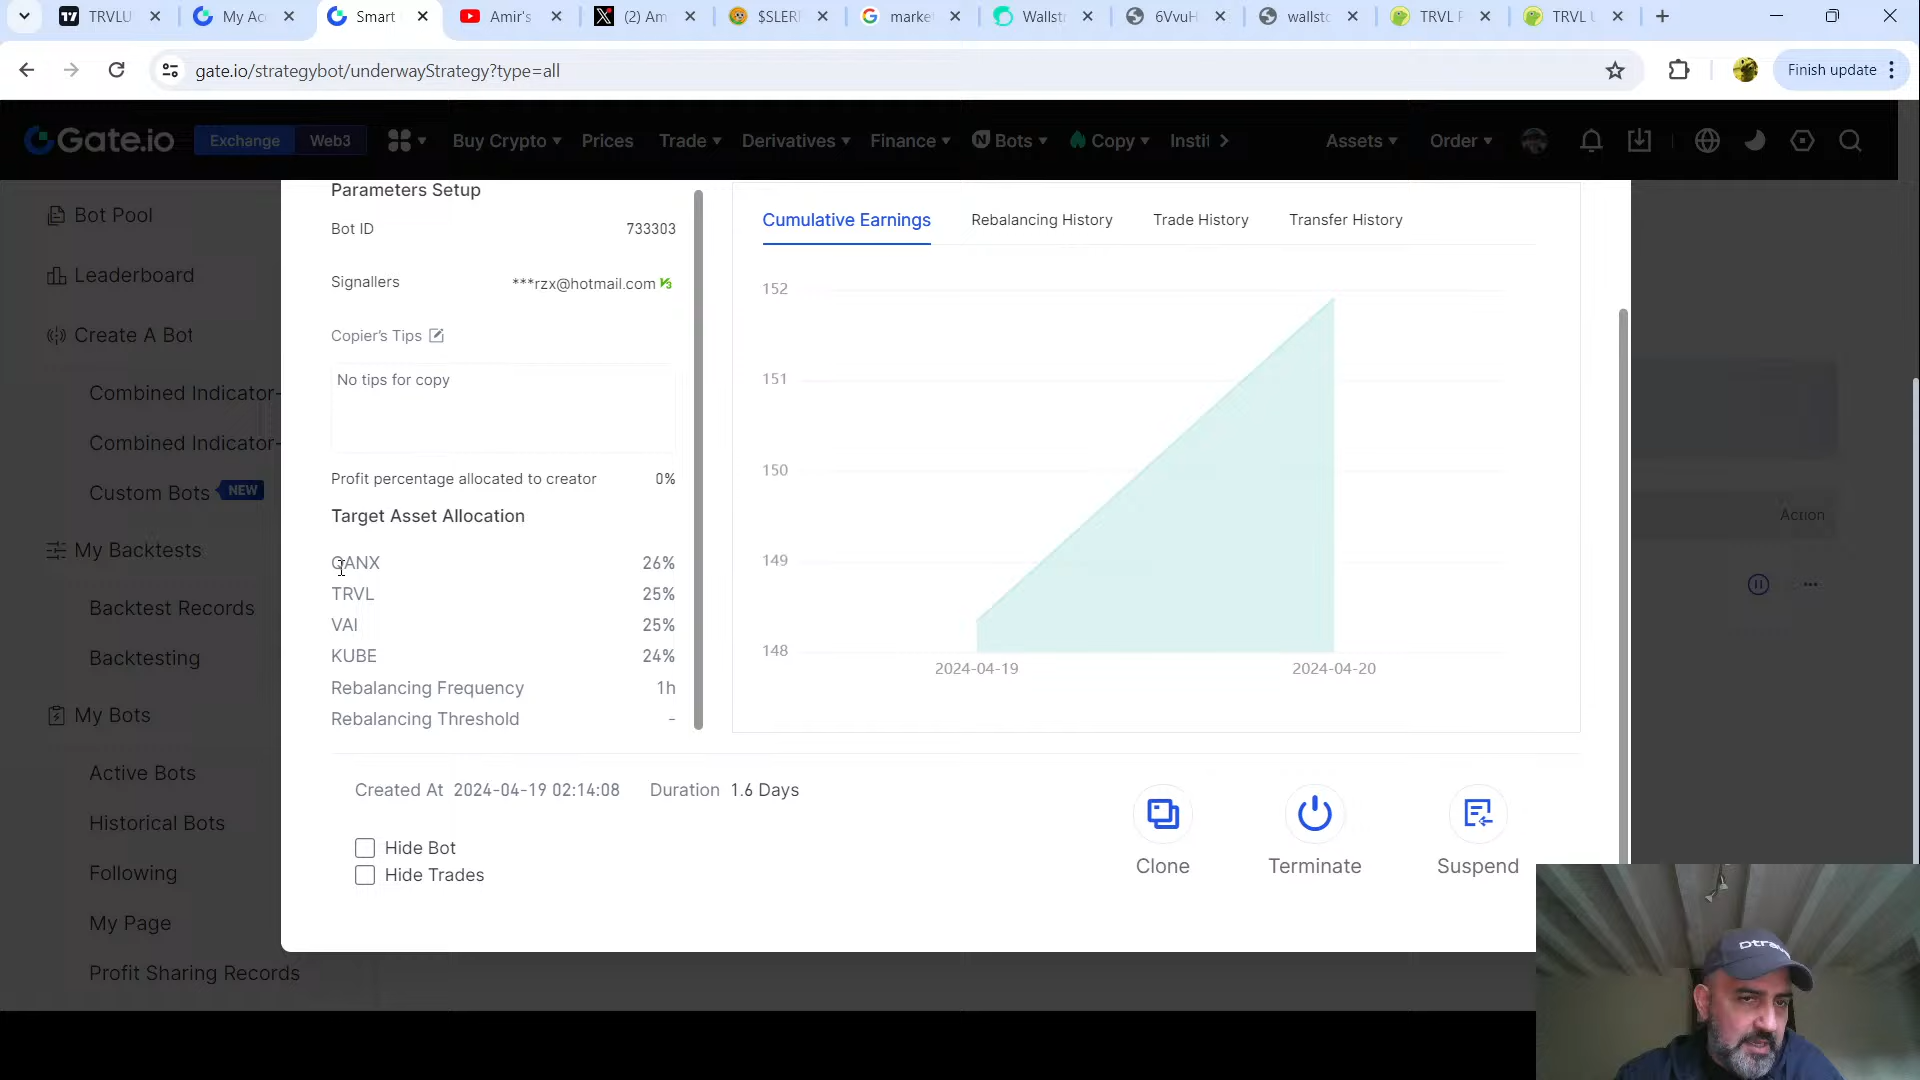 TRVLU
My Ac
Smart
Amir's
(2) Am
$SLERF
marke
Wallstr
6VvuH
wallstc
TRVL F
TRVL U
gate.io/strategybot/underwayStrategy?type=all
Finish update
Gate.io
Exchange
Web3
Buy Crypto
Prices
Trade
Derivatives
Finance
Bots
Copy
Instit
Assets
Order
Bot Pool
Leaderboard
Create A Bot
Combined Indicator-
Combined Indicator-
Custom Bots NEW
My Backtests
Backtest Records
Backtesting
My Bots
Active Bots
Historical Bots
Following
My Page
Profit Sharing Records
Parameters Setup
Bot ID 733303
Signallers ***rzx@hotmail.com
Copier's Tips
No tips for copy
Profit percentage allocated to creator 0%
Target Asset Allocation
QANX 26%
TRVL 25%
VAI 25%
KUBE 24%
Rebalancing Frequency 1h
Rebalancing Threshold -
Cumulative Earnings
Rebalancing History
Trade History
Transfer History
152
151
150
149
148
2024-04-19
2024-04-20
Action
Created At 2024-04-19 02:14:08 Duration 1.6 Days
Hide Bot
Hide Trades
Clone
Terminate
Suspend